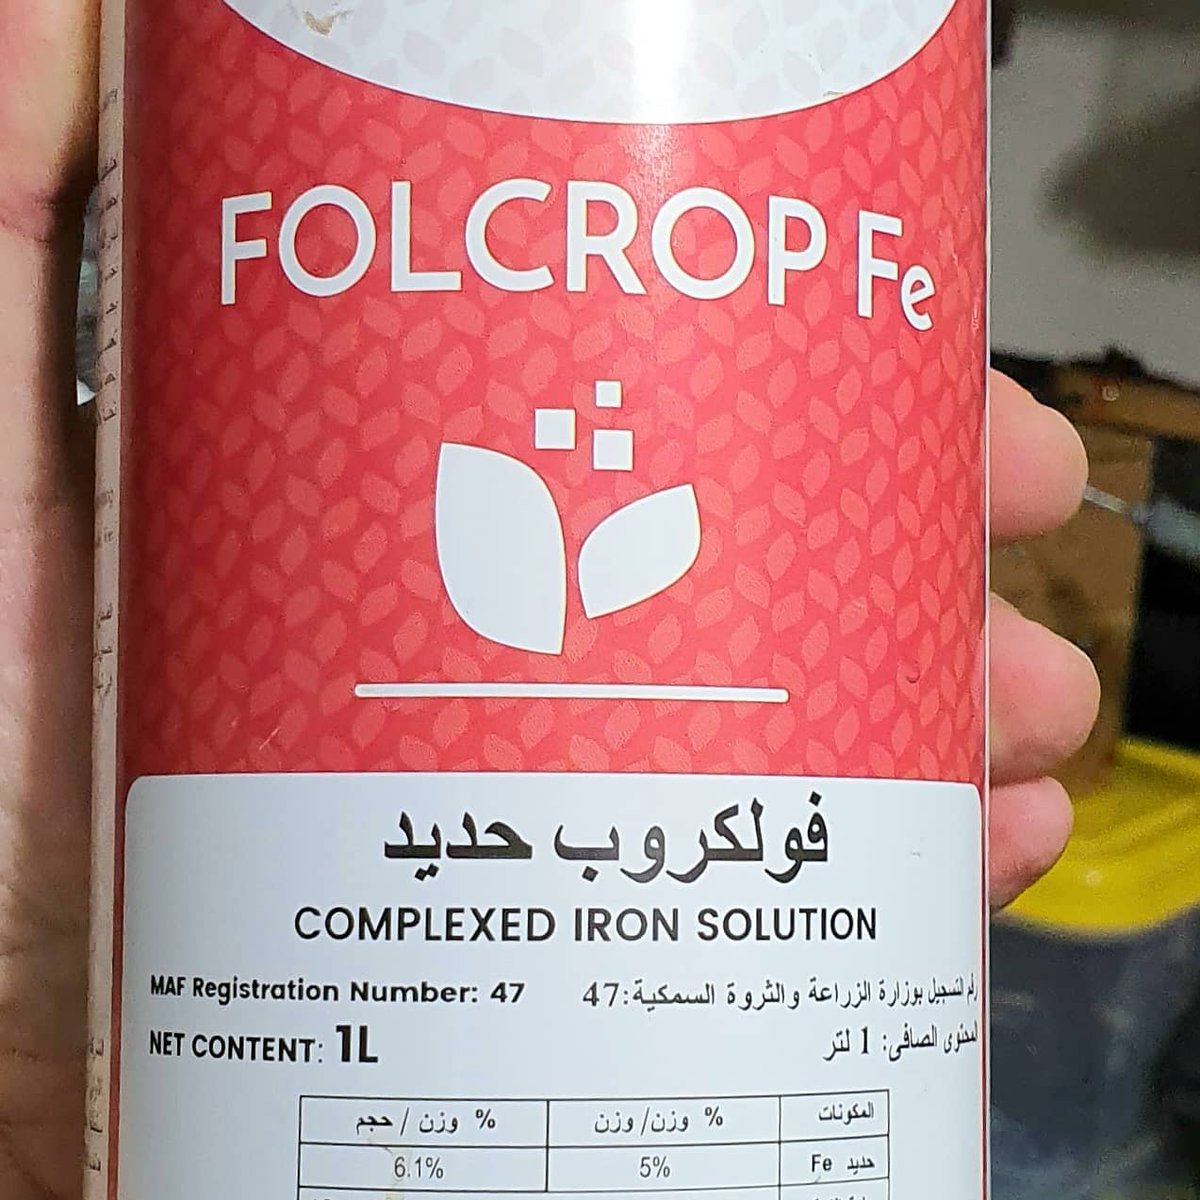 FOLCROP Fe
فولكروب حديد
COMPLEXED IRON SOLUTION
MAF Registration Number: 47
رقم التسجيل بوزارة الزراعة والثروة السمكية: 47
NET CONTENT: 1L
المحتوى الصافى: 1 لتر
المكونات % وزن/ وزن % وزن / حجم
حديد Fe 5% 6.1%